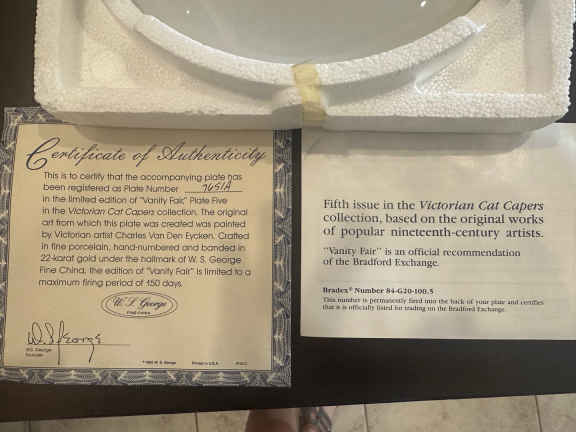 Certificate of Authenticity
This is to certify that the accompanying plate has
been registered as Plate Number 7651A
in the limited edition of "Vanity Fair" Plate Five
in the Victorian Cat Capers collection. The original
art from which this plate was created was painted
by Victorian artist Charles Van Den Eycken. Crafted
in fine porcelain, hand-numbered and banded in
22-karat gold under the hallmark of W. S. George
Fine China, the edition of "Vanity Fair" is limited to a
maximum firing period of 150 days.
W. S. George
FINE CHINA
W.S. George
W.S. George
Founder
W. S. George
Printed in U.S.A.
Fifth issue in the Victorian Cat Capers
collection, based on the original works
of popular nineteenth-century artists.
"Vanity Fair" is an official recommendation
of the Bradford Exchange.
Bradex® Number 84-G20-100.5
This number is permanently fired into the back of your plate and certifies
that it is officially listed for trading on the Bradford Exchange.